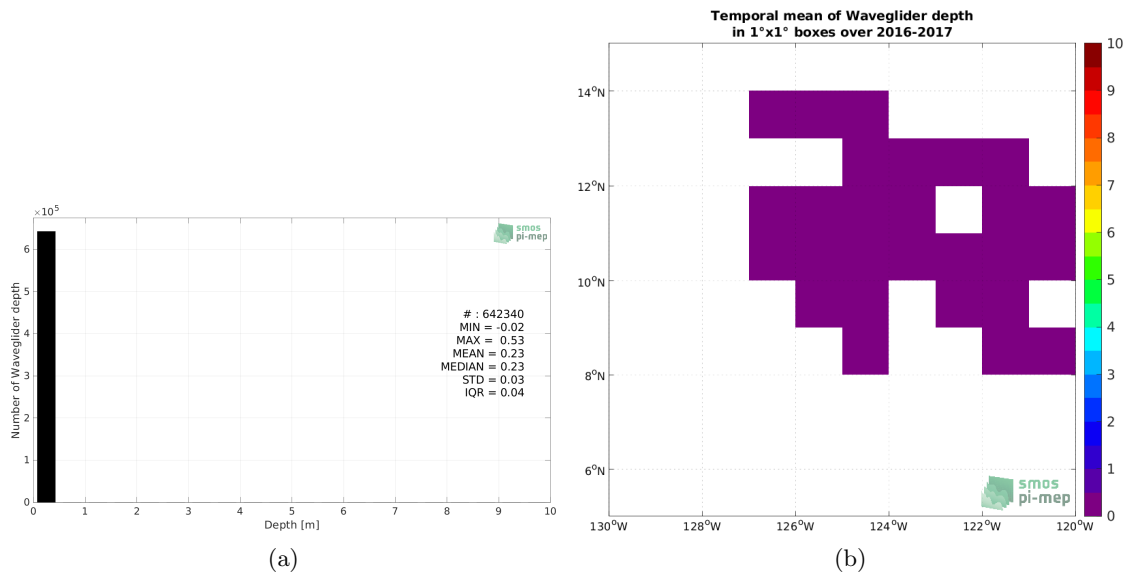 ×10⁵
6
5
4
3
2
1
0
Number of Waveglider depth
smos
pi-mep
# : 642340
MIN = -0.02
MAX = 0.53
MEAN = 0.23
MEDIAN = 0.23
STD = 0.03
IQR = 0.04
0 1 2 3 4 5 6 7 8 9 10
Depth [m]
(a)
Temporal mean of Waveglider depth
in 1°x1° boxes over 2016-2017
14°N
12°N
10°N
8°N
6°N
130°W 128°W 126°W 124°W 122°W 120°W
smos
pi-mep
10
9
8
7
6
5
4
3
2
1
0
(b)